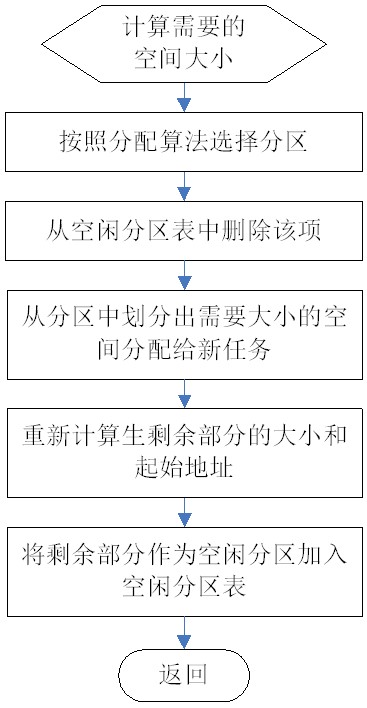 计算需要的
空间大小
按照分配算法选择分区
从空闲分区表中删除该项
从分区中划分出需要大小的空
间分配给新任务
重新计算生剩余部分的大小和
起始地址
将剩余部分作为空闲分区加入
空闲分区表
返回